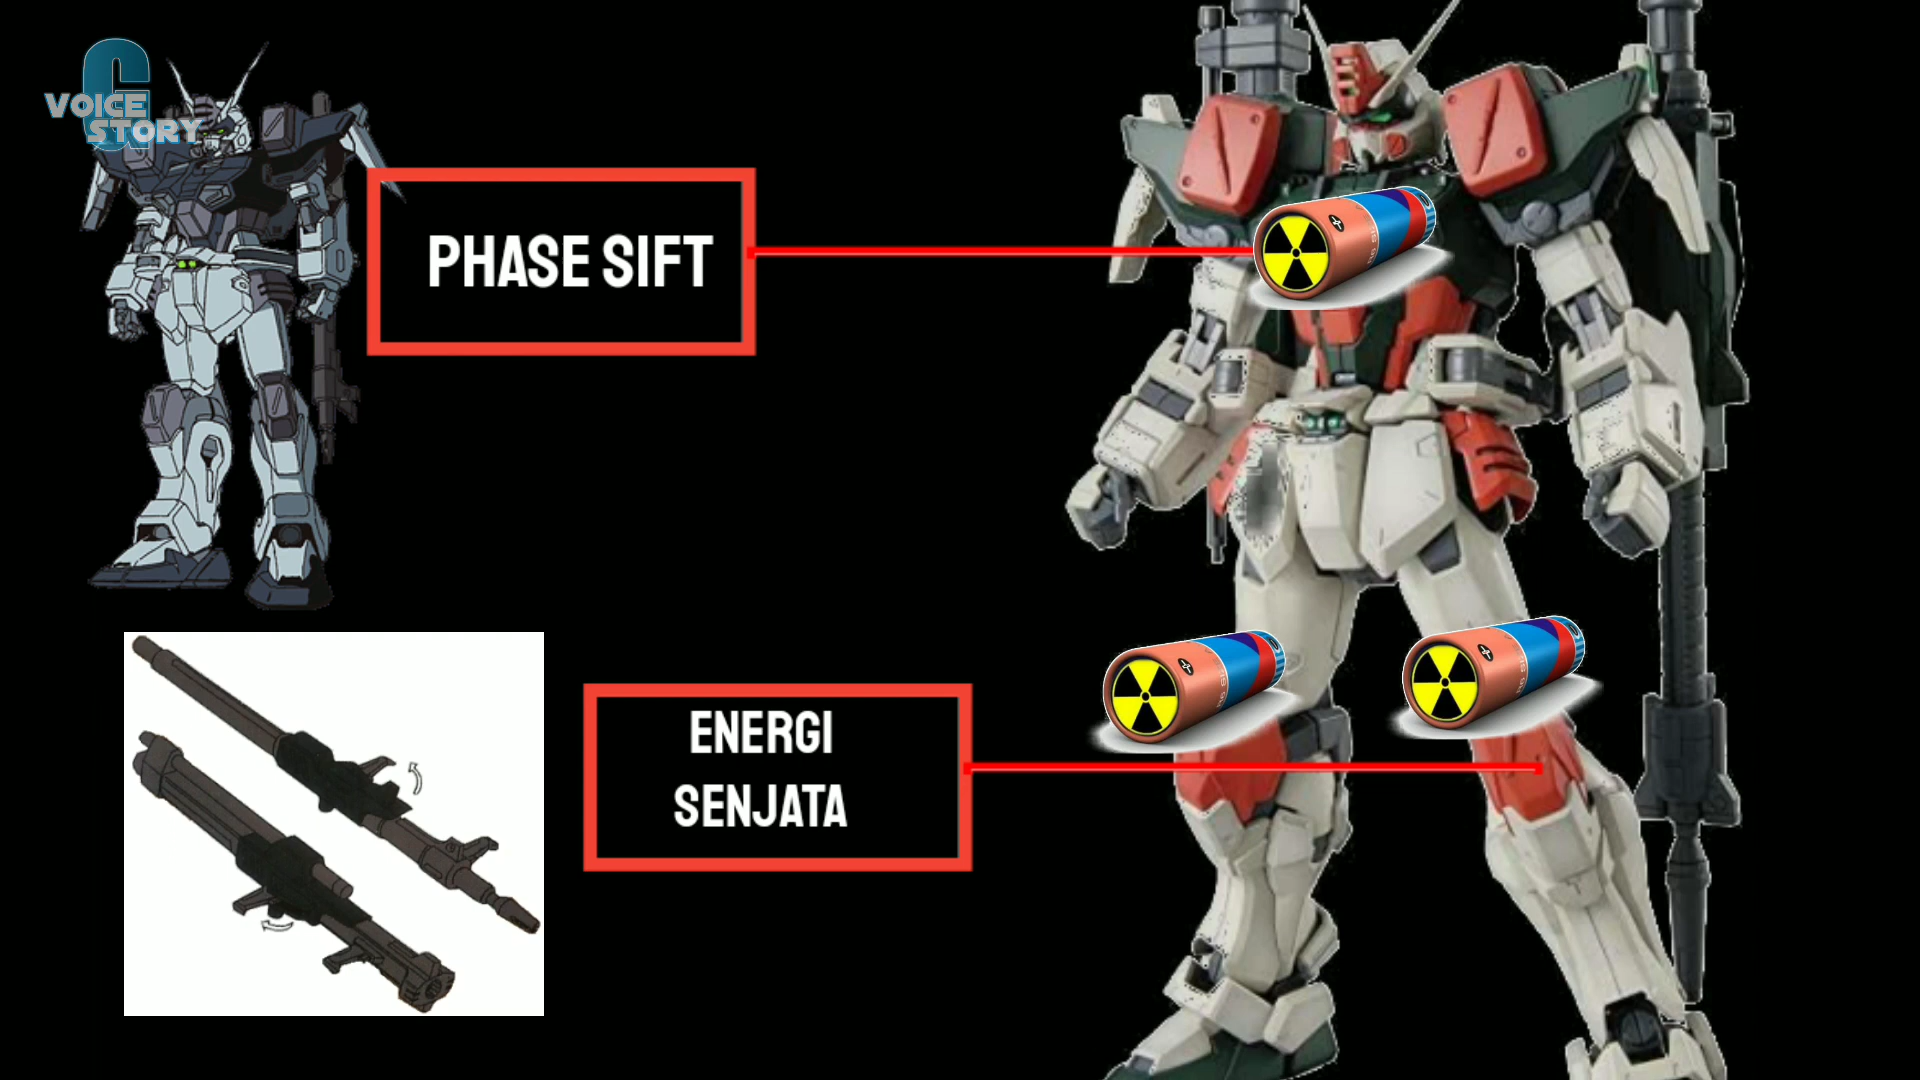 G
VOICE
STORY
PHASE SIFT
ENERGI
SENJATA